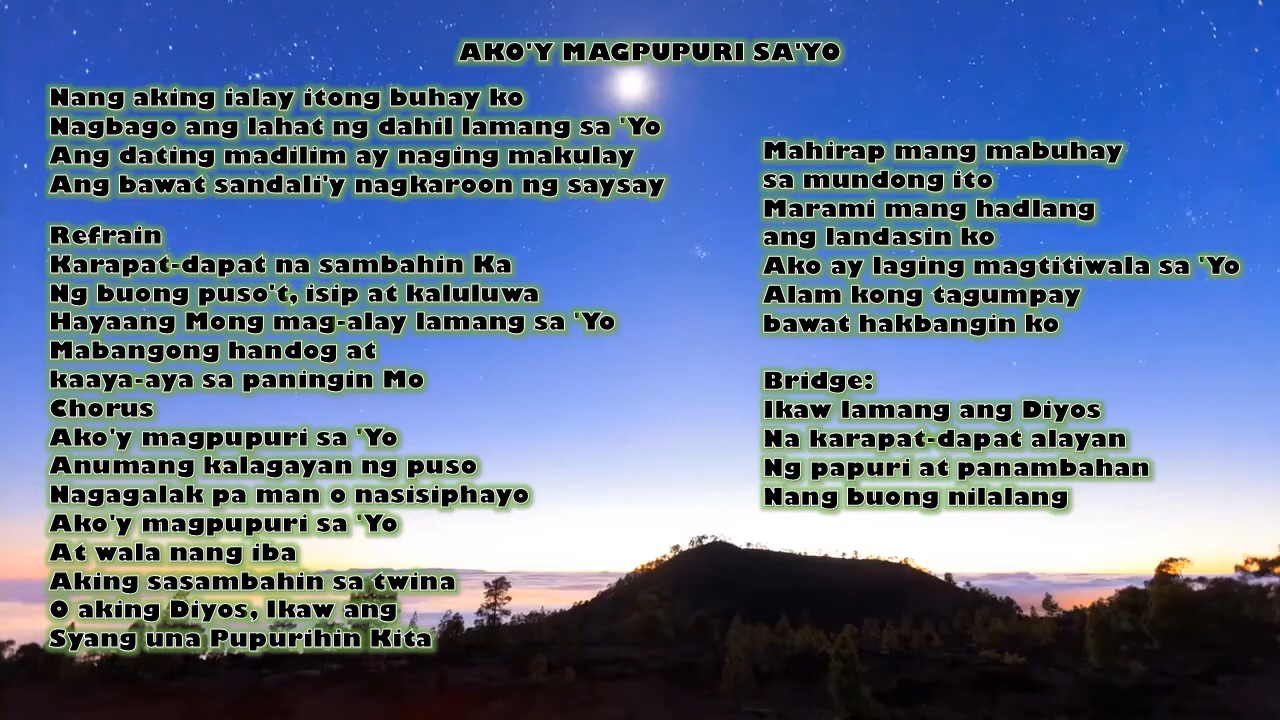 AKO'Y MAGPUPURI SA'YO
Nang aking ialay itong buhay ko
Nagbago ang lahat ng dahil lamang sa 'Yo
Ang dating madilim ay naging makulay
Ang bawat sandali'y nagkaroon ng saysay
Refrain
Karapat-dapat na sambahin Ka
Ng buong puso't, isip at kaluluwa
Hayaang Mong mag-alay lamang sa 'Yo
Mabangong handog at
kaaya-aya sa paningin Mo
Chorus
Ako'y magpupuri sa 'Yo
Anumang kalagayan ng puso
Nagagalak pa man o nasisiphayo
Ako'y magpupuri sa 'Yo
At wala nang iba
Aking sasambahin sa twina
O aking Diyos, Ikaw ang
Syang una Pupurihin Kita
Mahirap mang mabuhay
sa mundong ito
Marami mang hadlang
ang landasin ko
Ako ay laging magtitiwala sa 'Yo
Alam kong tagumpay
bawat hakbangin ko
Bridge:
Ikaw lamang ang Diyos
Na karapat-dapat alayan
Ng papuri at panambahan
Nang buong nilalang